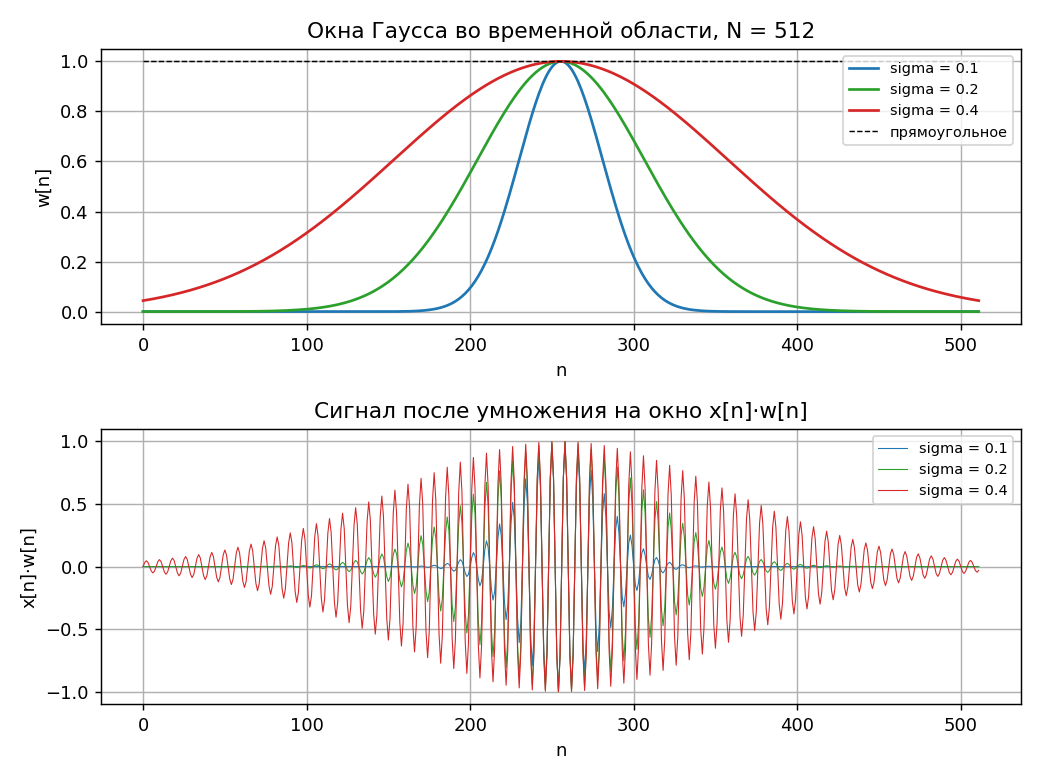 Окна Гаусса во временной области, N = 512
w[n]
1.0
0.8
0.6
0.4
0.2
0.0
sigma = 0.1
sigma = 0.2
sigma = 0.4
прямоугольное
0 100 200 300 400 500
n
Сигнал после умножения на окно x[n]·w[n]
x[n]·w[n]
1.0
0.5
0.0
−0.5
−1.0
sigma = 0.1
sigma = 0.2
sigma = 0.4
0 100 200 300 400 500
n